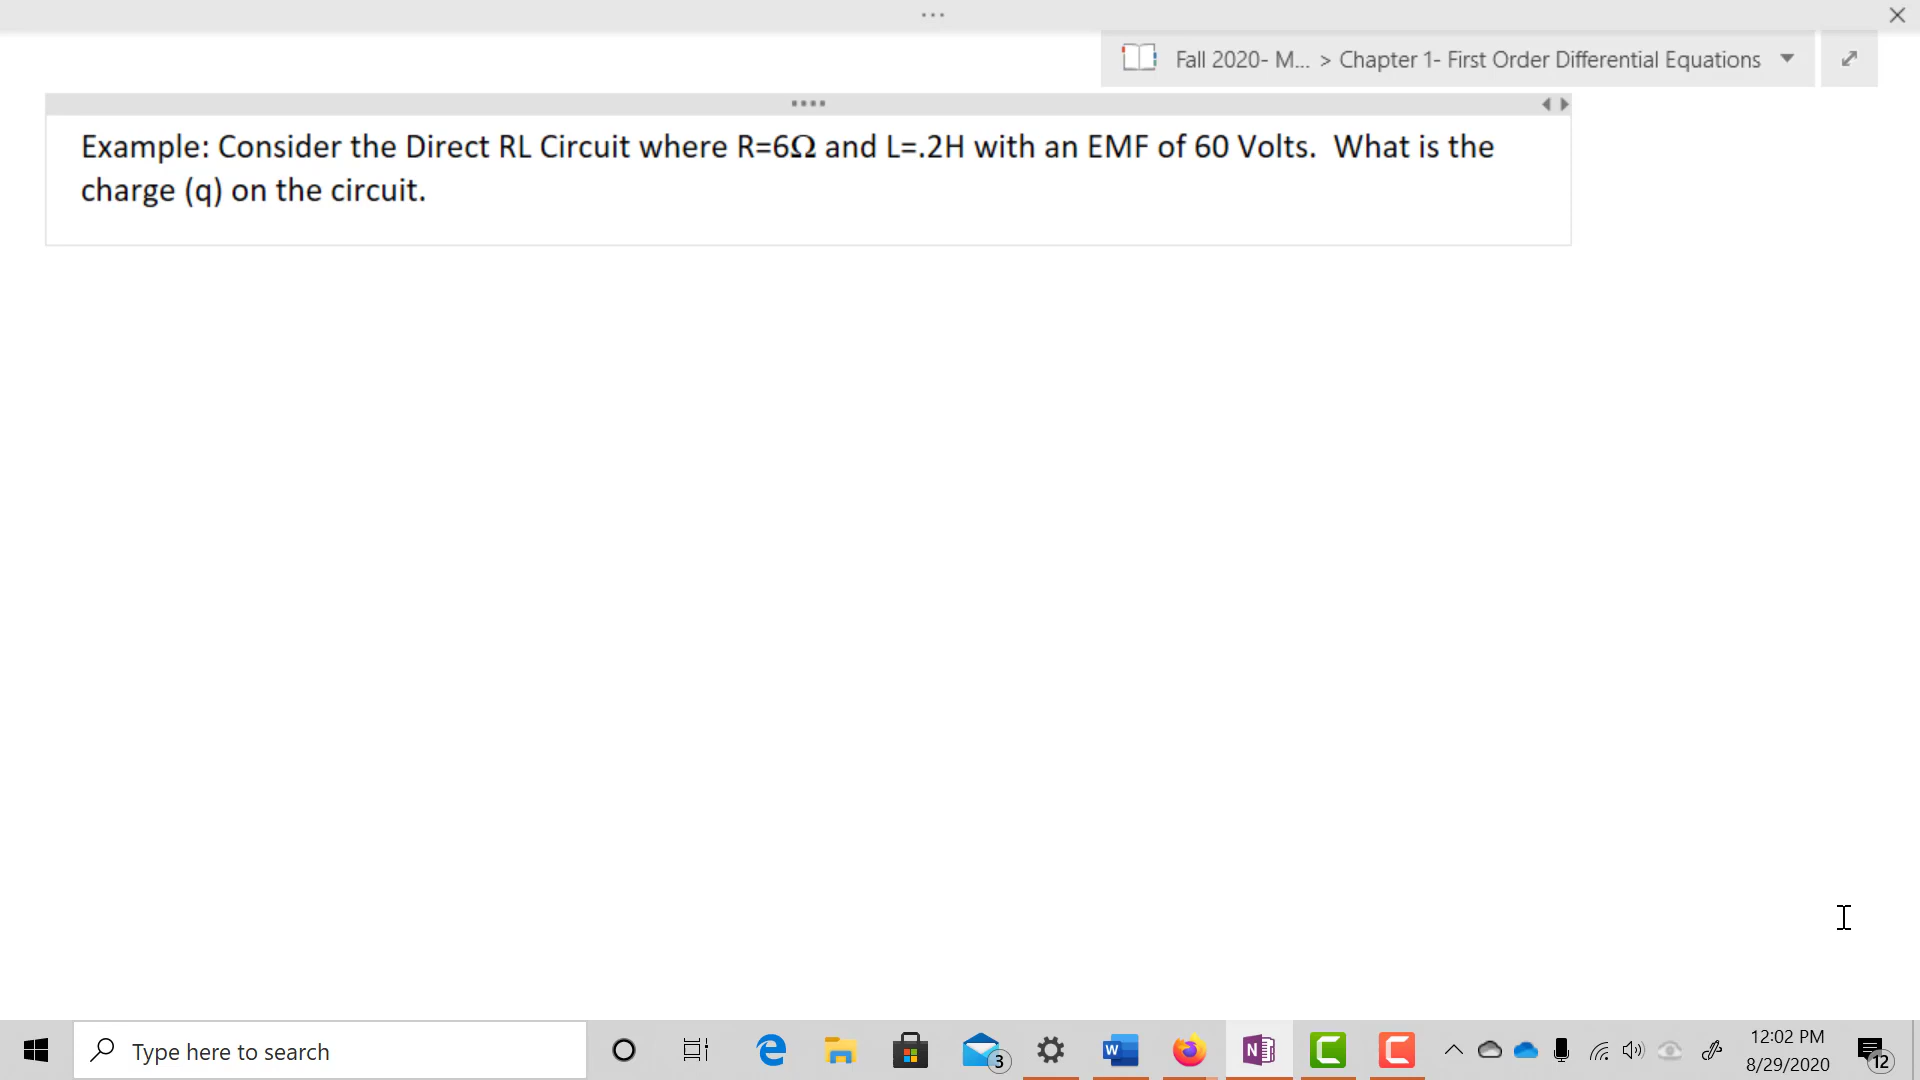 Fall 2020- M... > Chapter 1- First Order Differential Equations
Example: Consider the Direct RL Circuit where R=6Ω and L=.2H with an EMF of 60 Volts.  What is the
charge (q) on the circuit.
Type here to search
3
W
N
12:02 PM
8/29/2020
12